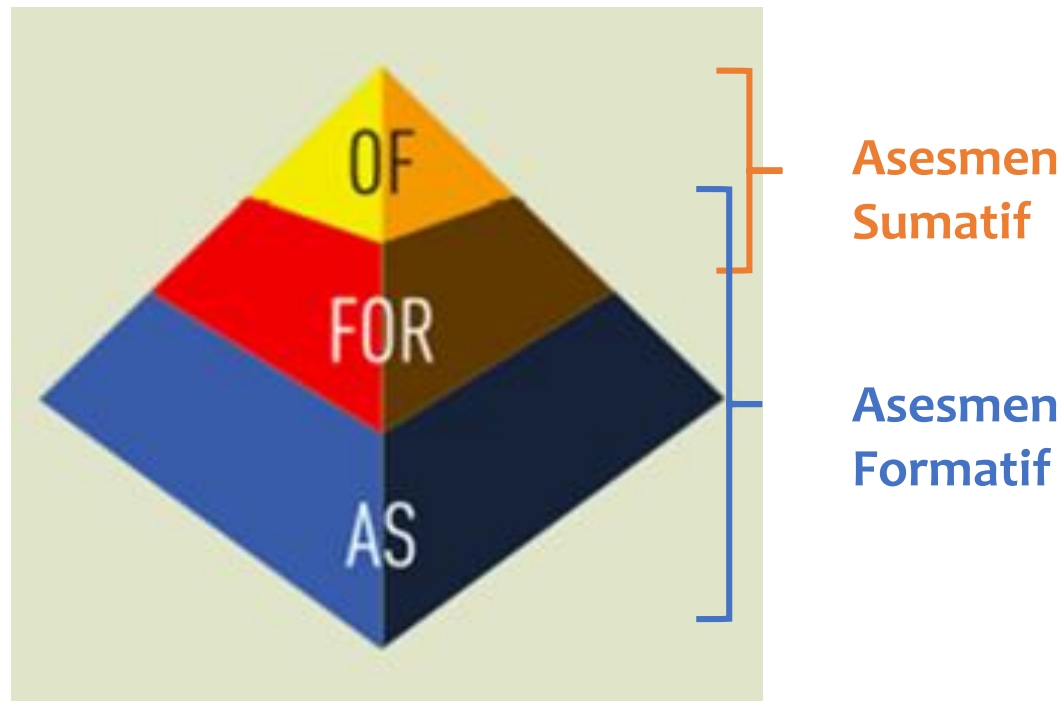 OF
FOR
AS
Asesmen
Sumatif
Asesmen
Formatif